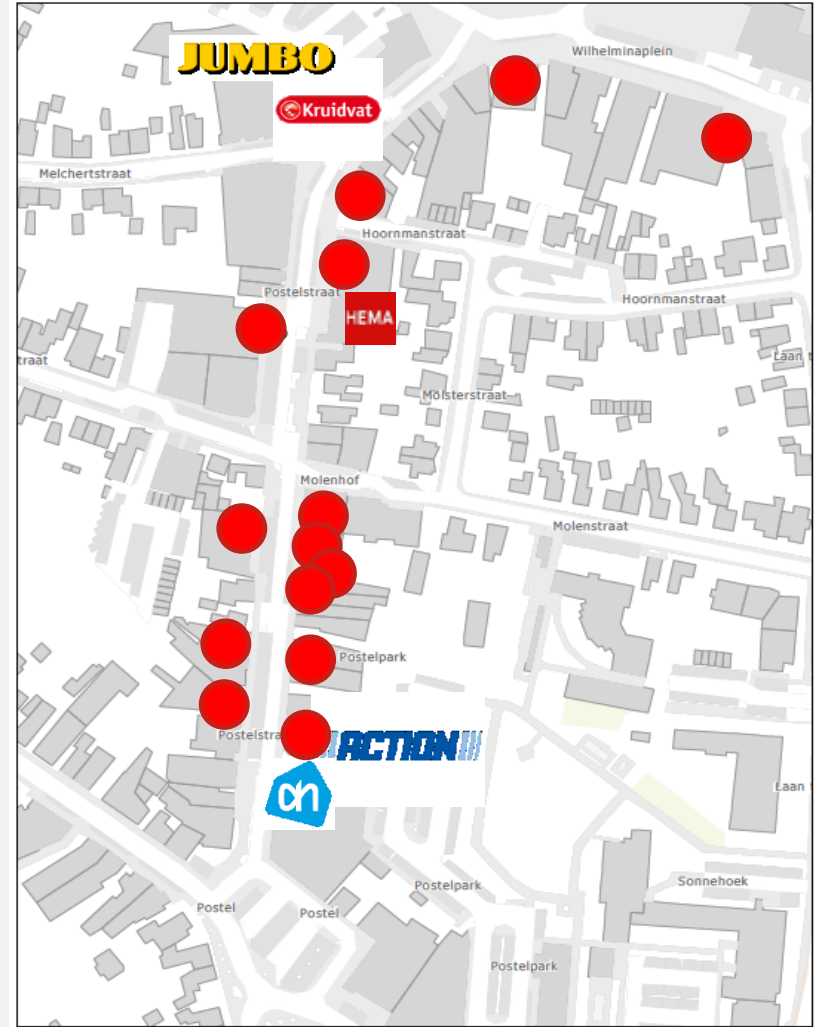 JUMBO
Wilhelminaplein
Kruidvat
Melchertstraat
Hoornmanstraat
Postelstraat
Hoornmanstraat
HEMA
traat
Laan t
Molsterstraat
Molenhof
Molenstraat
Postelpark
Postelstra
ACTION
ah
Laan
Postelpark
Sonnehoek
Postel
Postel
Postelpark